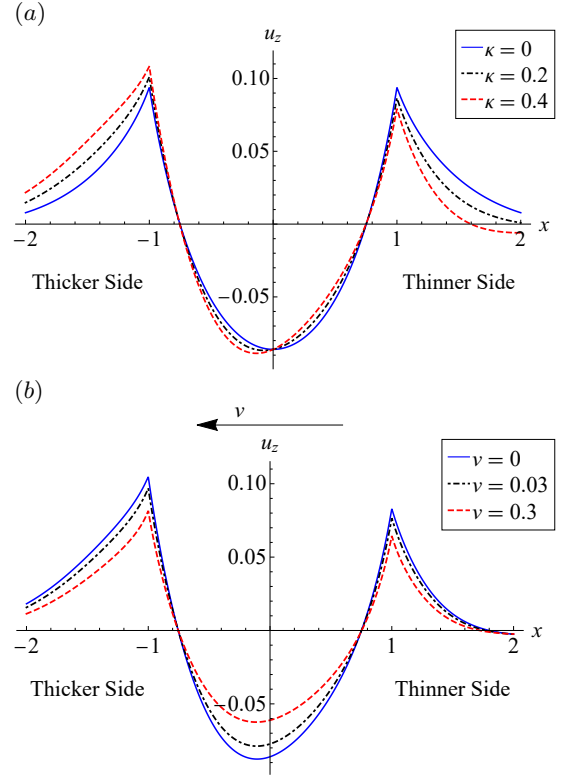 (a)
u_z
κ = 0
κ = 0.2
κ = 0.4
0.10
0.05
−2 −1 1 2 x
Thicker Side Thinner Side
−0.05
(b)
v
u_z
v = 0
v = 0.03
v = 0.3
0.10
0.05
−2 −1 1 2 x
Thicker Side Thinner Side
−0.05